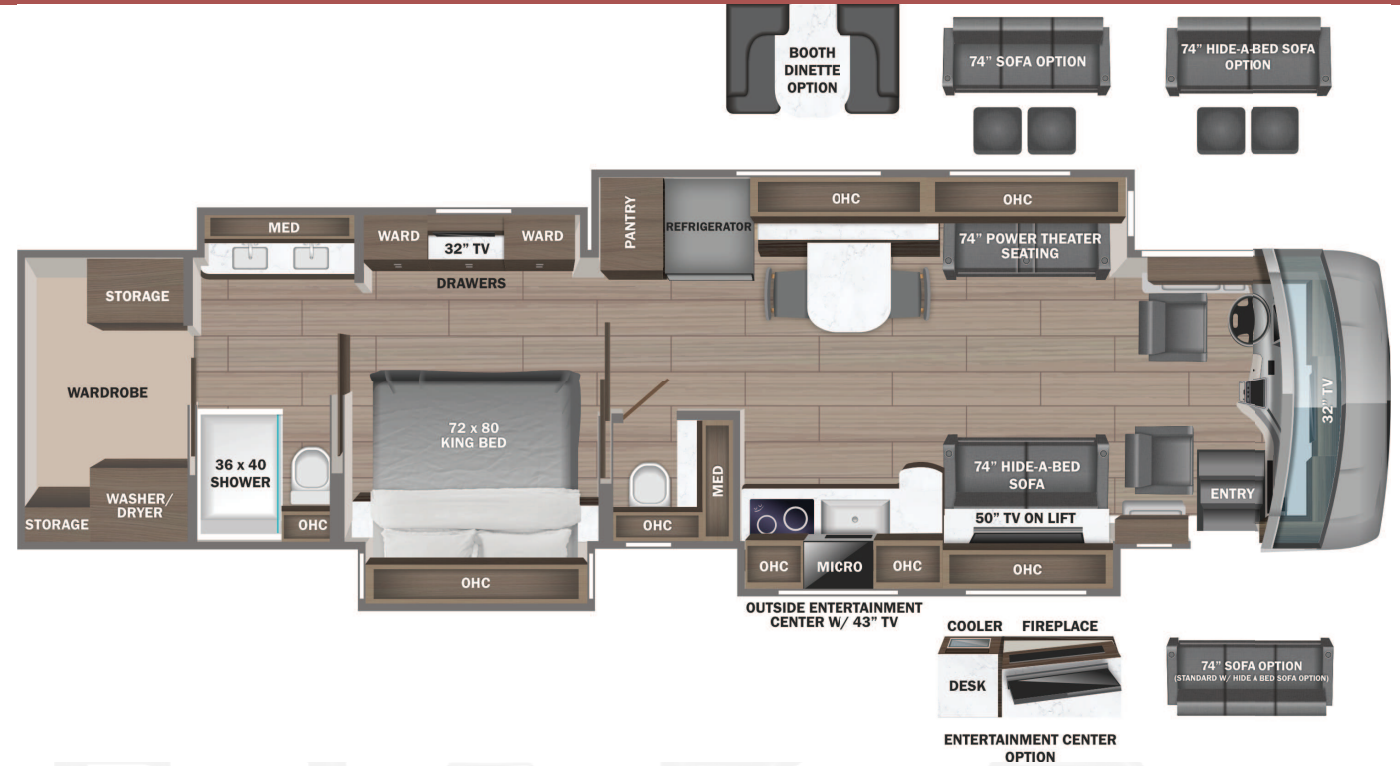 BOOTH
DINETTE
OPTION
74” SOFA OPTION
74” HIDE-A-BED SOFA
OPTION
MED
WARD
32” TV
WARD
DRAWERS
PANTRY
REFRIGERATOR
OHC
OHC
74” POWER THEATER
SEATING
STORAGE
WARDROBE
WASHER/
DRYER
STORAGE
36 x 40
SHOWER
OHC
72 x 80
KING BED
OHC
OHC
MED
OHC
MICRO
OHC
74” HIDE-A-BED
SOFA
50” TV ON LIFT
OHC
ENTRY
32” TV
OUTSIDE ENTERTAINMENT
CENTER W/ 43” TV
COOLER
FIREPLACE
DESK
ENTERTAINMENT CENTER
OPTION
74” SOFA OPTION
(STANDARD W/ HIDE A BED SOFA OPTION)